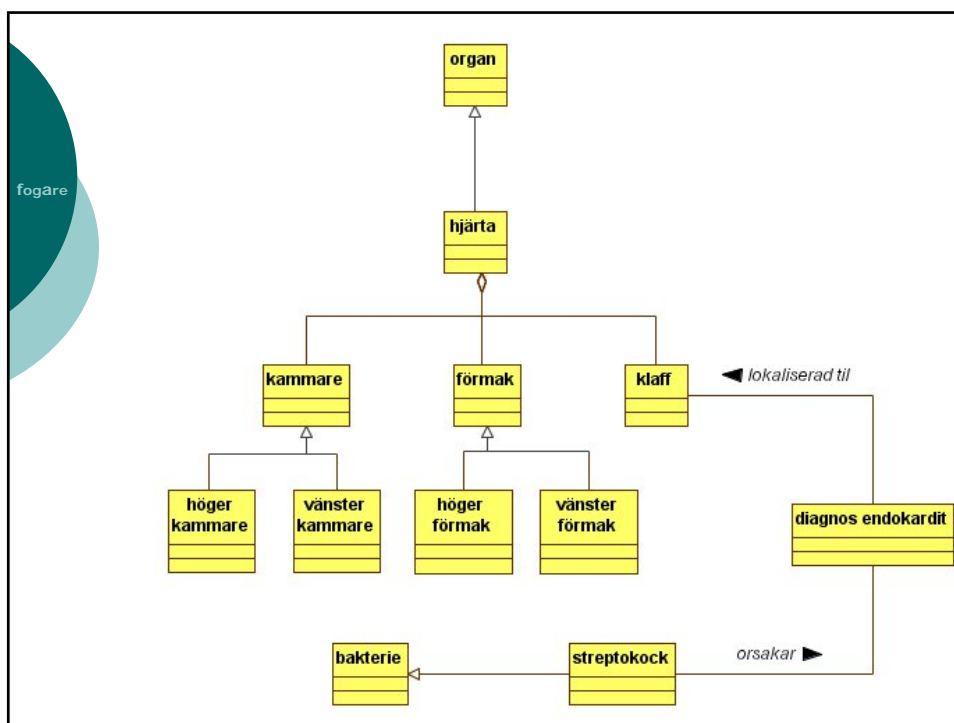 organ
fogare
hjärta
kammare
förmak
klaff
lokaliserad til
höger
kammare
vänster
kammare
höger
förmak
vänster
förmak
diagnos endokardit
bakterie
streptokock
orsakar